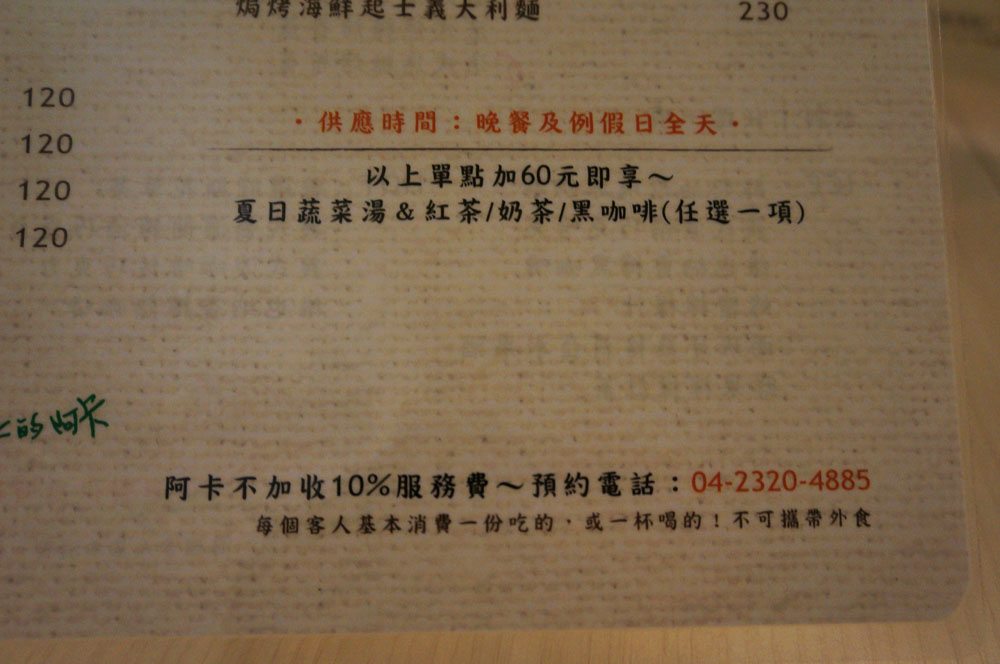 焗烤海鮮起士義大利麵 230
120
120
120
120
·供應時間：晚餐及例假日全天·
以上單點加60元即享～
夏日蔬菜湯&紅茶/奶茶/黑咖啡(任選一項)
的阿卡
阿卡不加收10%服務費～預約電話：04-2320-4885
每個客人基本消費一份吃的，或一杯喝的！不可攜帶外食